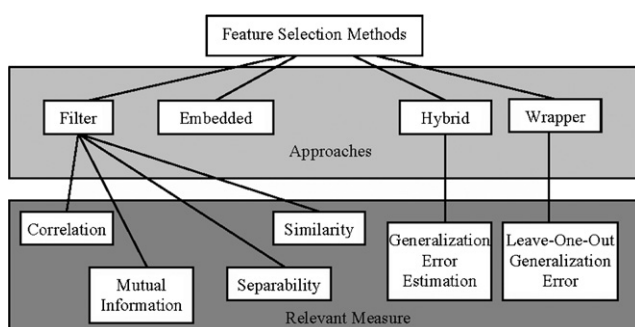 Feature Selection Methods
Filter
Embedded
Hybrid
Wrapper
Approaches
Correlation
Similarity
Generalization
Error
Estimation
Leave-One-Out
Generalization
Error
Mutual
Information
Separability
Relevant Measure